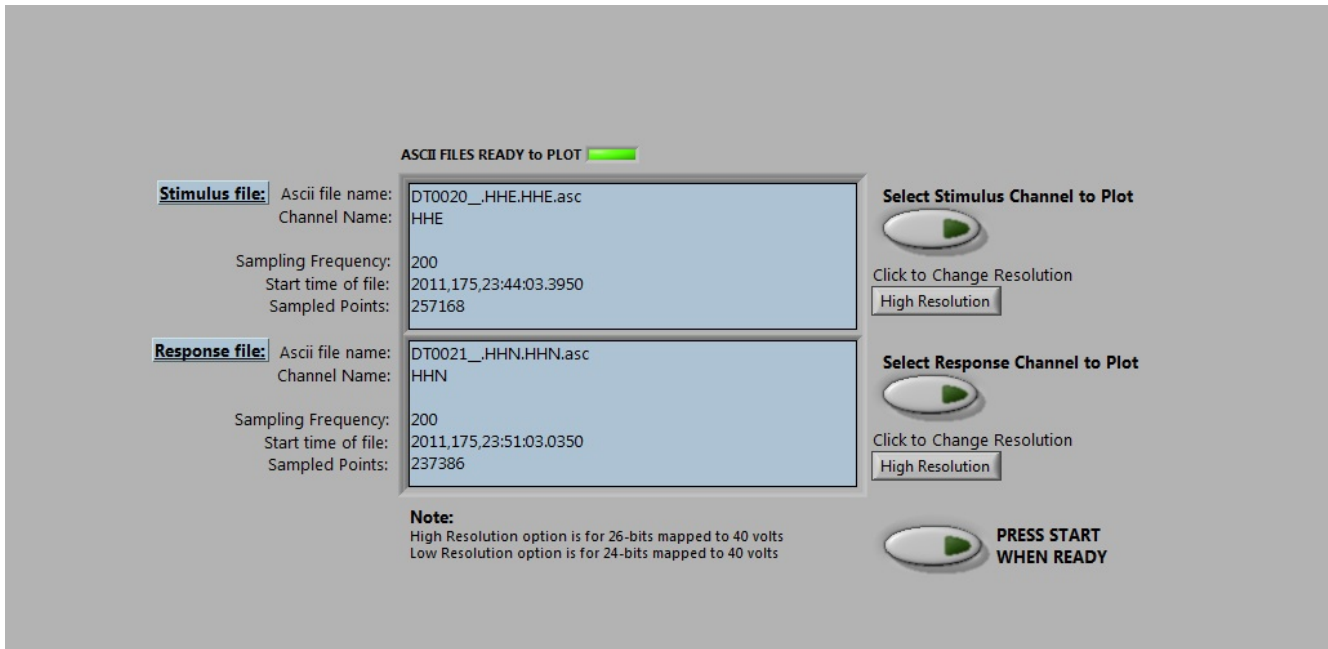 ASCII FILES READY to PLOT
Stimulus file: Ascii file name: DT0020__.HHE.HHE.asc
Channel Name: HHE
Sampling Frequency: 200
Start time of file: 2011,175,23:44:03.3950
Sampled Points: 257168
Select Stimulus Channel to Plot
Click to Change Resolution
High Resolution
Response file: Ascii file name: DT0021__.HHN.HHN.asc
Channel Name: HHN
Sampling Frequency: 200
Start time of file: 2011,175,23:51:03.0350
Sampled Points: 237386
Select Response Channel to Plot
Click to Change Resolution
High Resolution
Note:
High Resolution option is for 26-bits mapped to 40 volts
Low Resolution option is for 24-bits mapped to 40 volts
PRESS START
WHEN READY